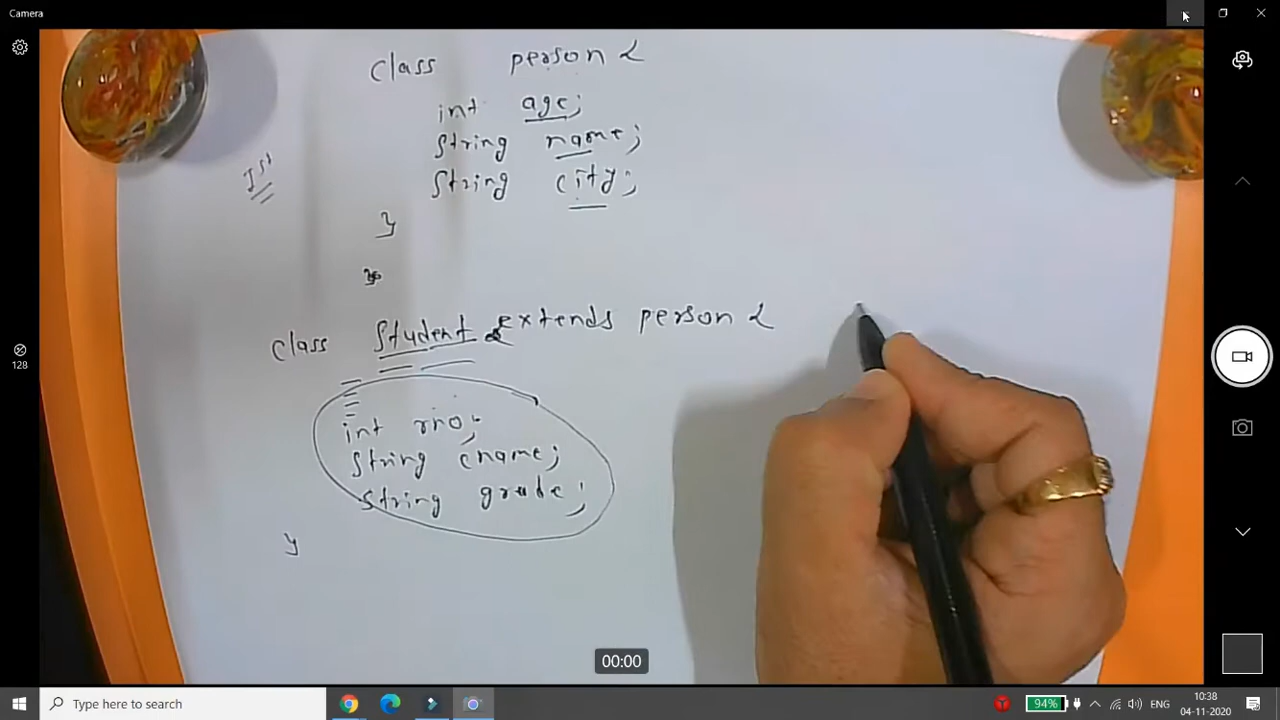 Camera
class person {
int age;
String name;
String city;
Ist
}
class Student extends person {
int rno;
String cname;
String grade;
}
128
00:00
Type here to search
94%
ENG
10:38
04-11-2020